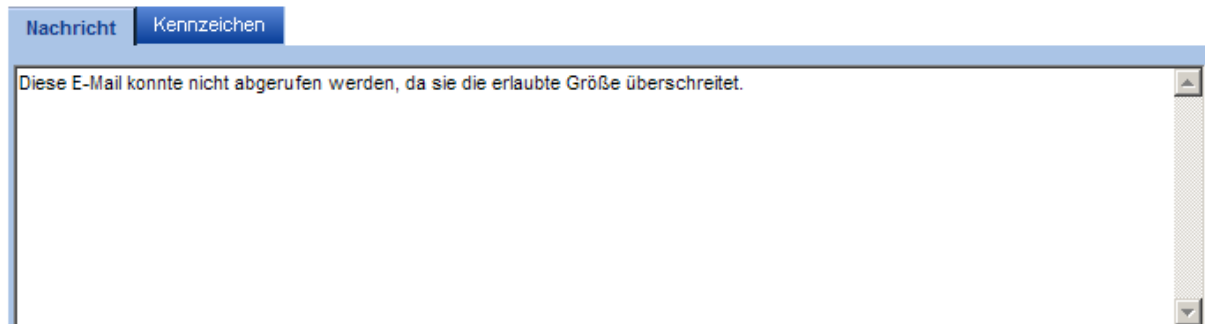 Nachricht Kennzeichen
Diese E-Mail konnte nicht abgerufen werden, da sie die erlaubte Größe überschreitet.